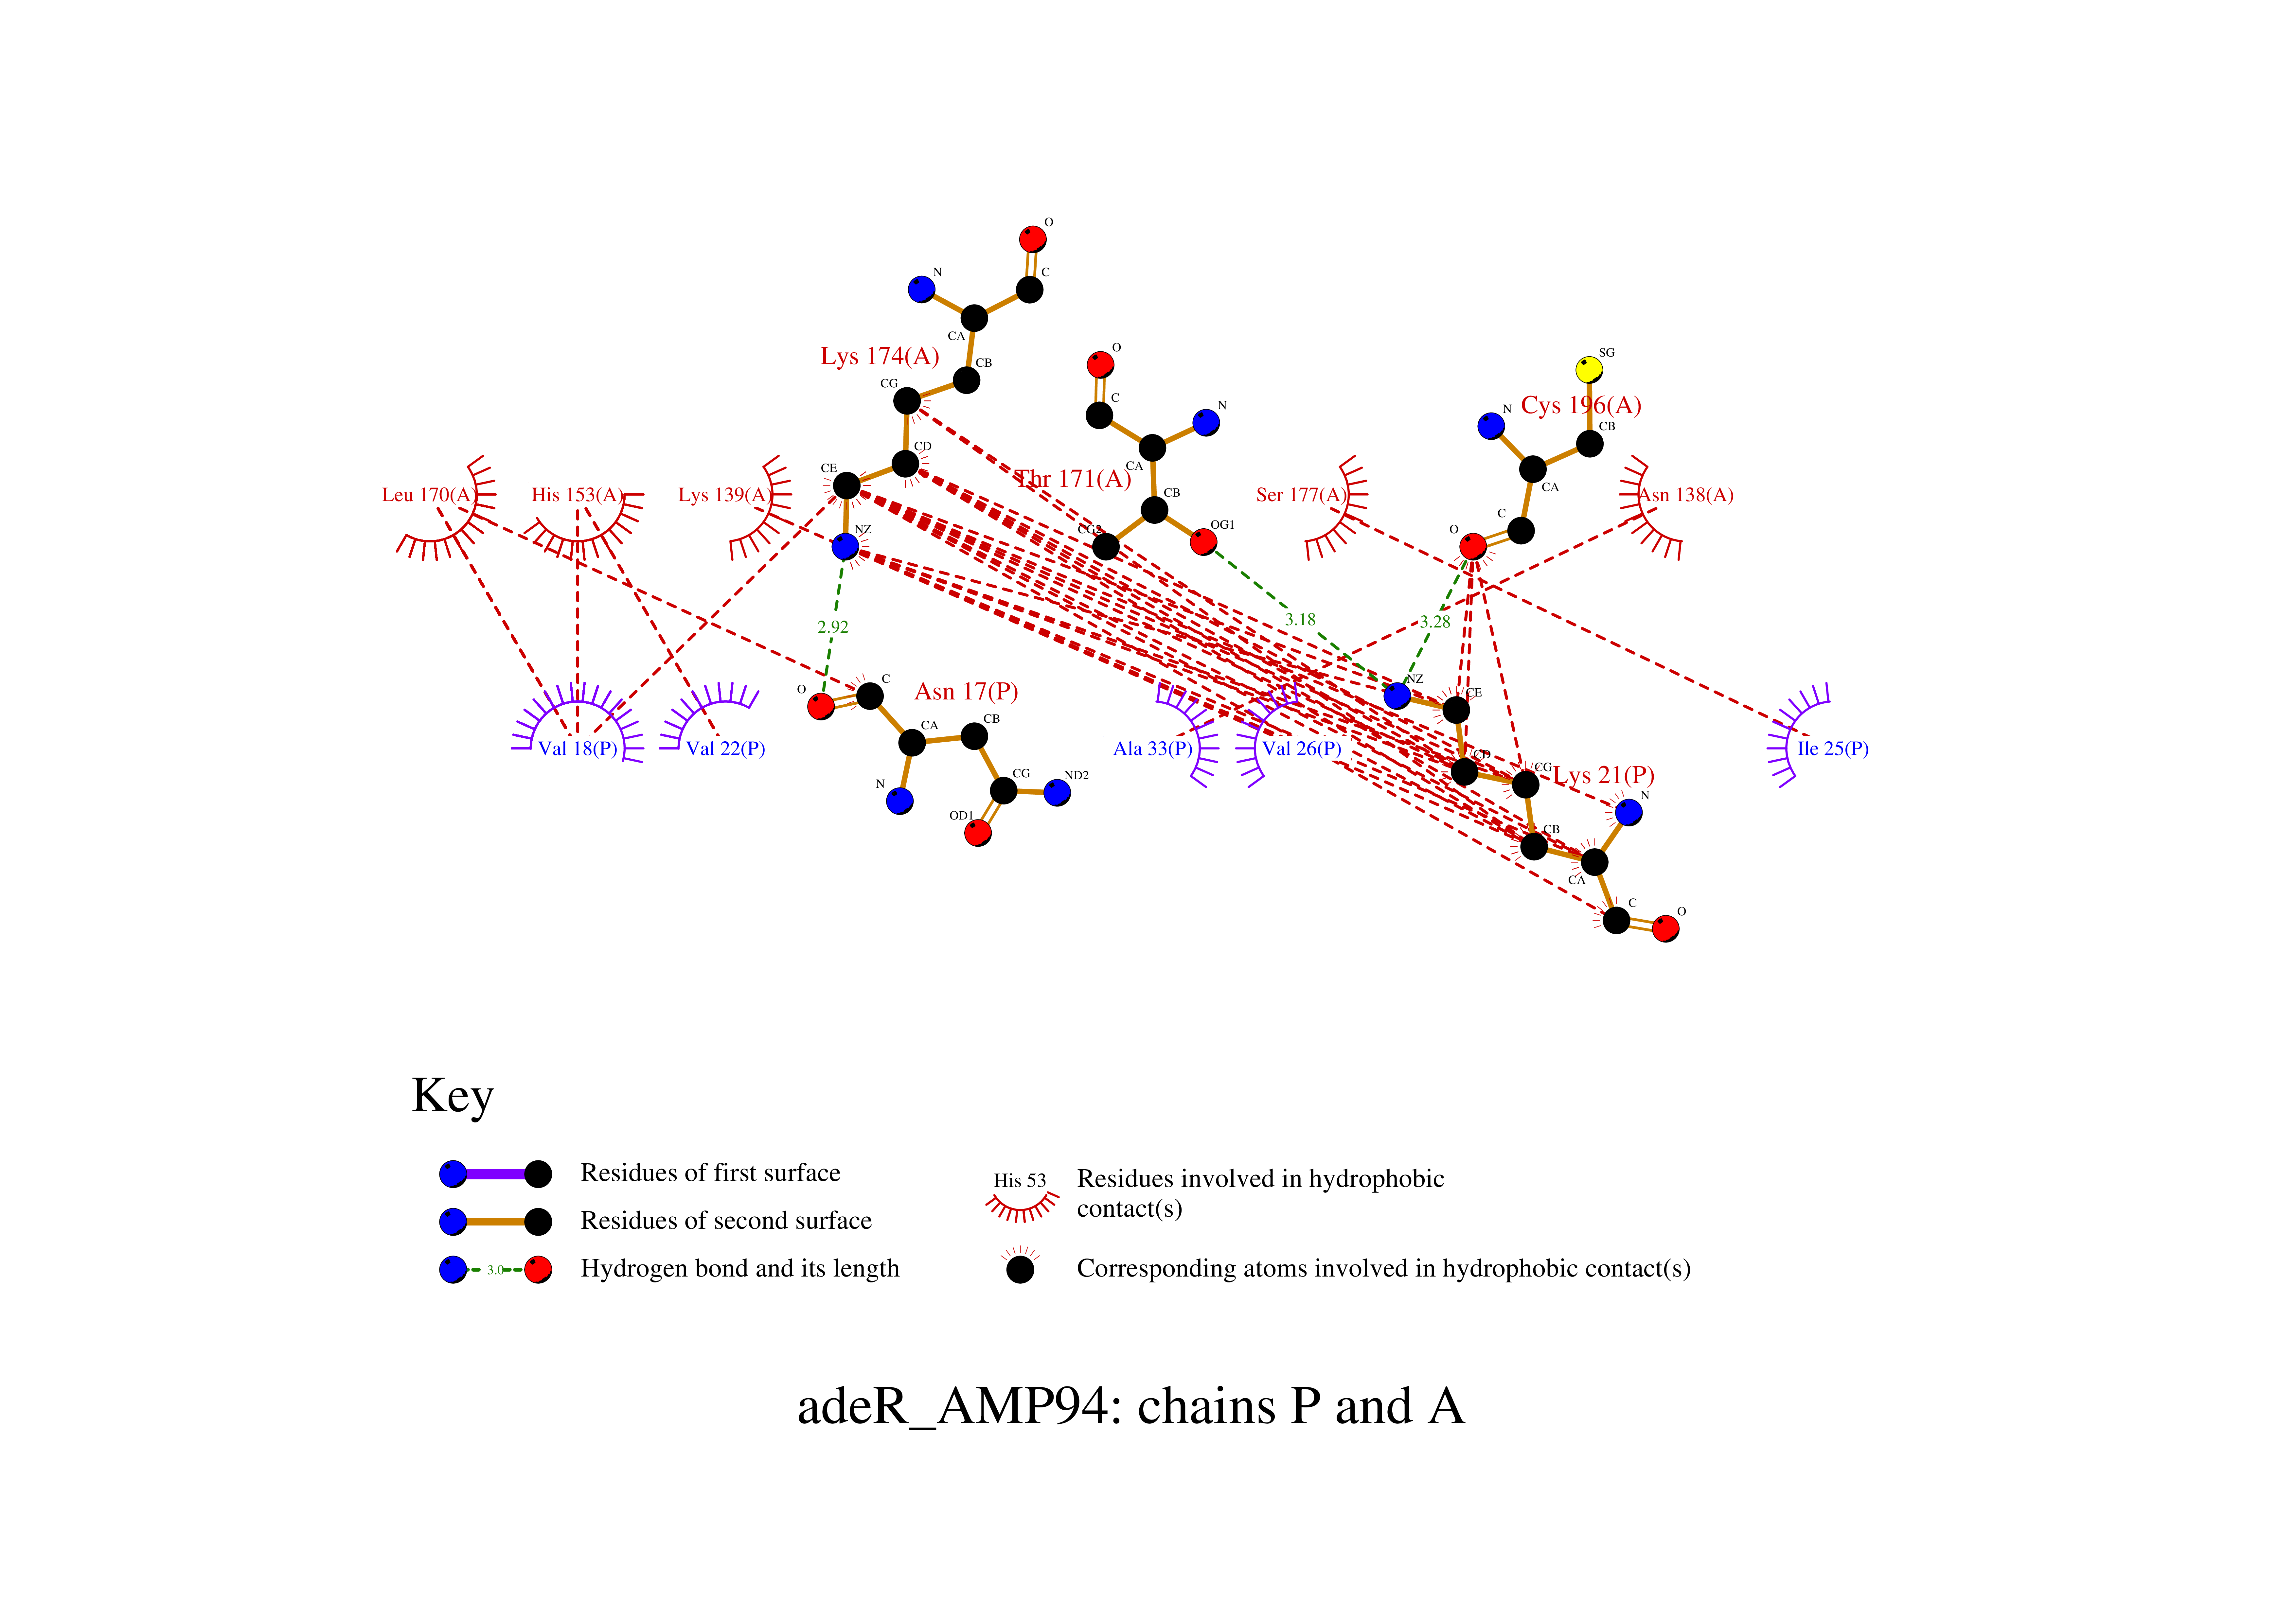 O
N
C
CA
Lys 174(A)
CB
CG
CD
CE
NZ
O
C
N
CA
Thr 171(A)
CB
CG2
OG1
SG
Cys 196(A)
N
CB
CA
C
O
Leu 170(A)
His 153(A)
Lys 139(A)
Ser 177(A)
Asn 138(A)
2.92
3.18
3.28
O
C
Asn 17(P)
CA
CB
N
CG
ND2
OD1
Val 18(P)
Val 22(P)
Ala 33(P)
Val 26(P)
Ile 25(P)
NZ
CE
CD
CG
Lys 21(P)
N
CB
CA
C
O
Key
Residues of first surface
Residues of second surface
3.0
Hydrogen bond and its length
His 53
Residues involved in hydrophobic
contact(s)
Corresponding atoms involved in hydrophobic contact(s)
adeR_AMP94: chains P and A